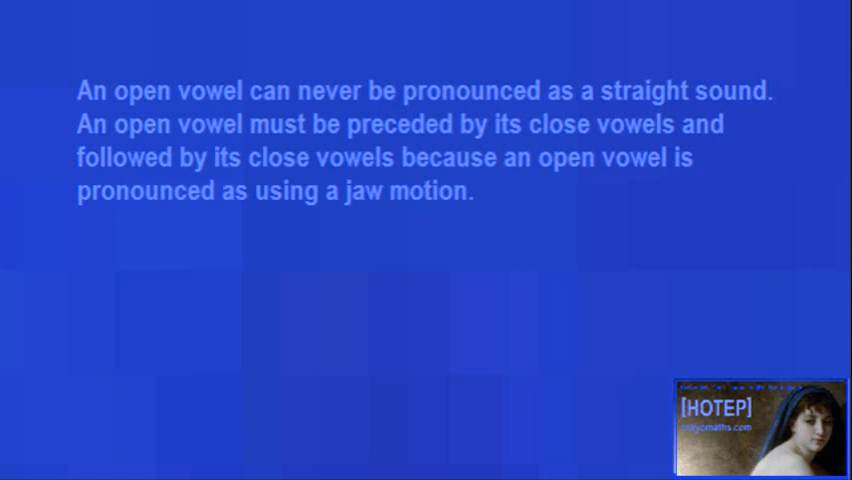 An open vowel can never be pronounced as a straight sound.
An open vowel must be preceded by its close vowels and
followed by its close vowels because an open vowel is
pronounced as using a jaw motion.
[HOTEP]